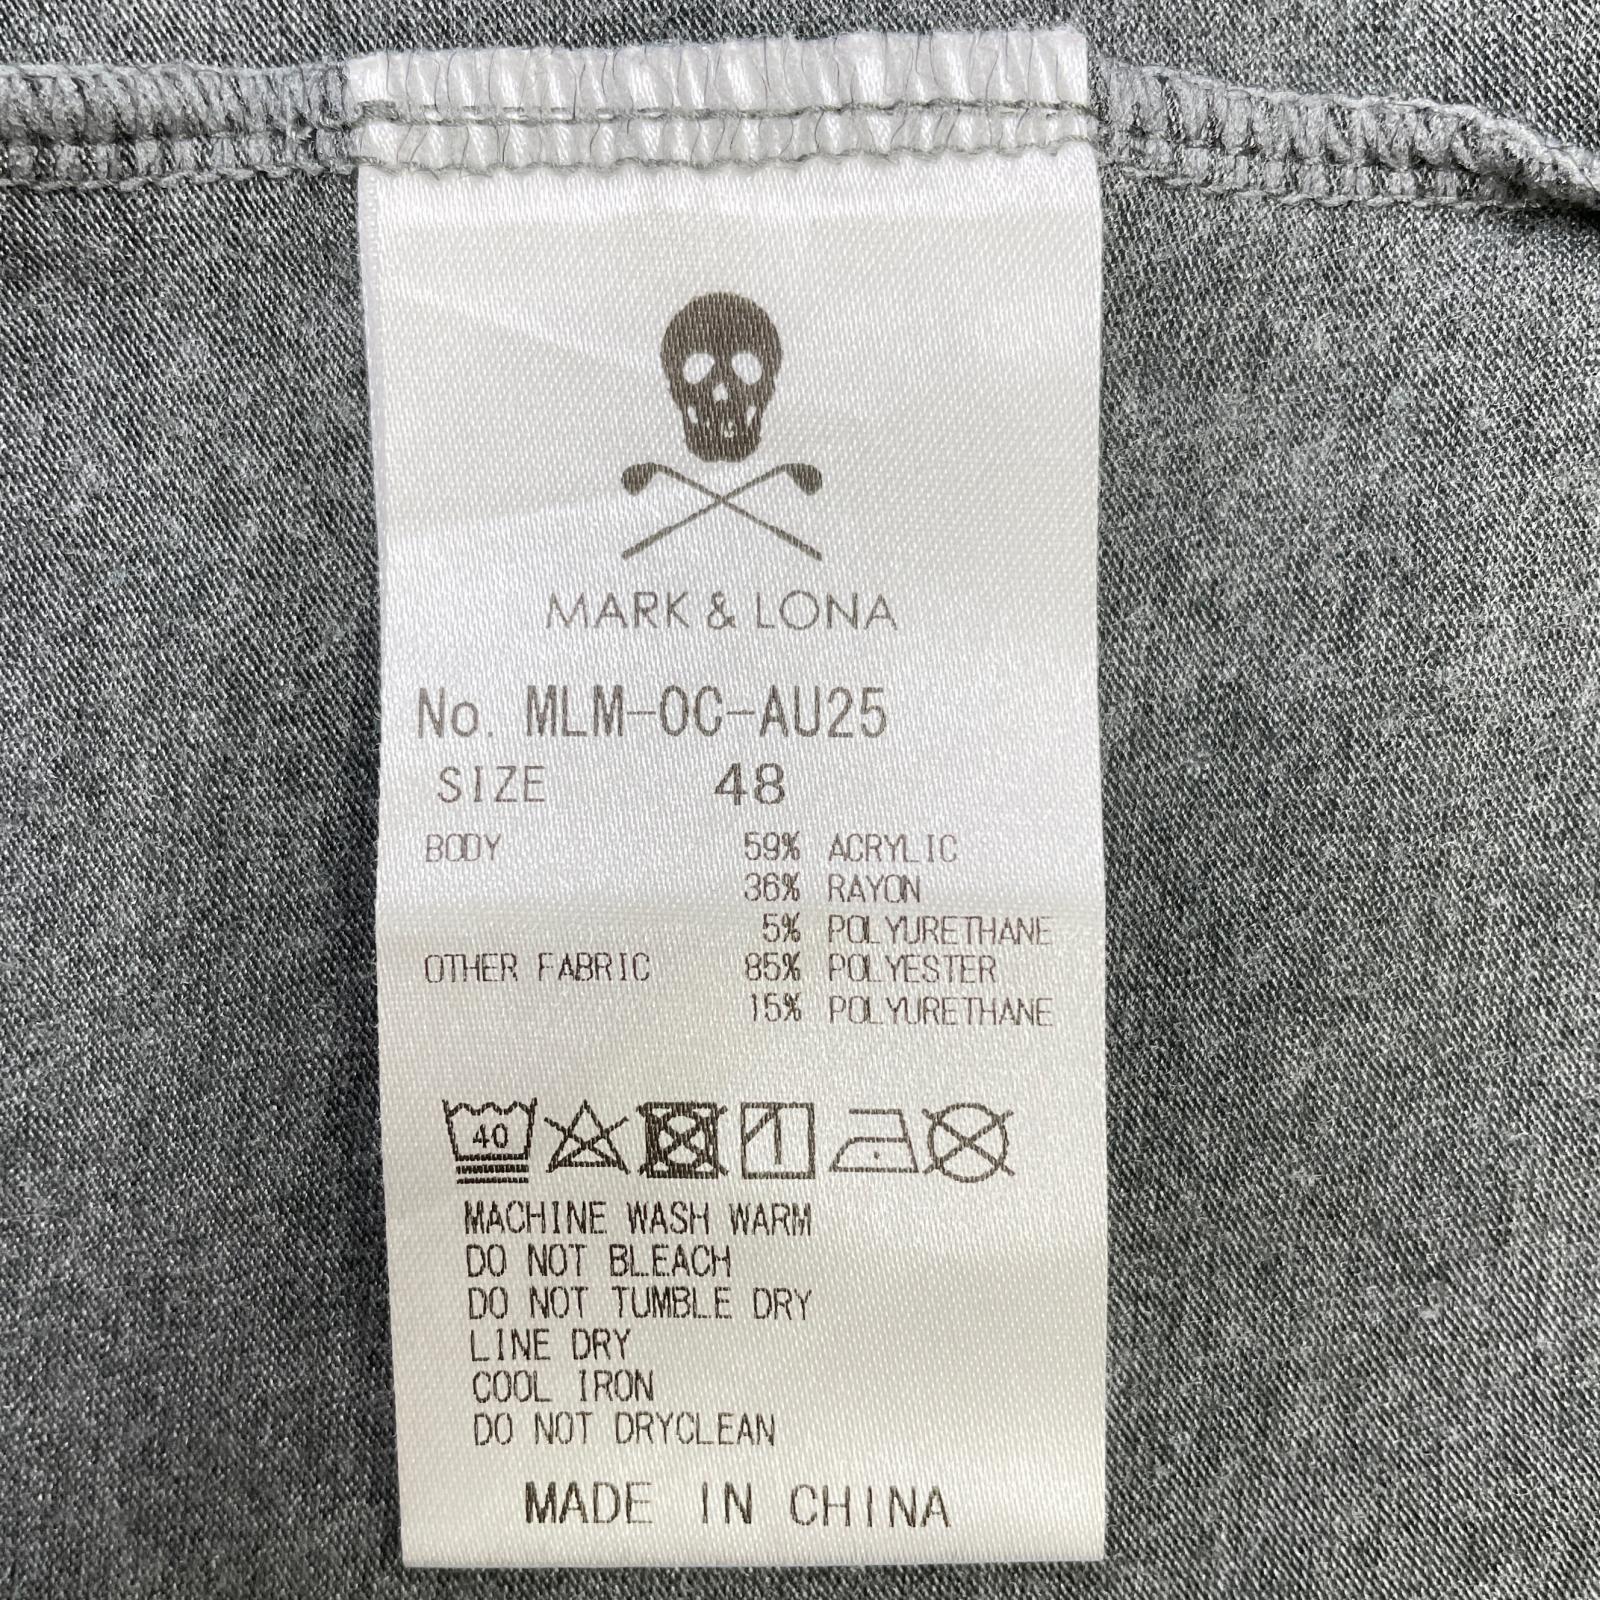 MARK & LONA
No. MLM-OC-AU25
SIZE 48
BODY 59% ACRYLIC
36% RAYON
5% POLYURETHANE
OTHER FABRIC 85% POLYESTER
15% POLYURETHANE
40
MACHINE WASH WARM
DO NOT BLEACH
DO NOT TUMBLE DRY
LINE DRY
COOL IRON
DO NOT DRYCLEAN
MADE IN CHINA